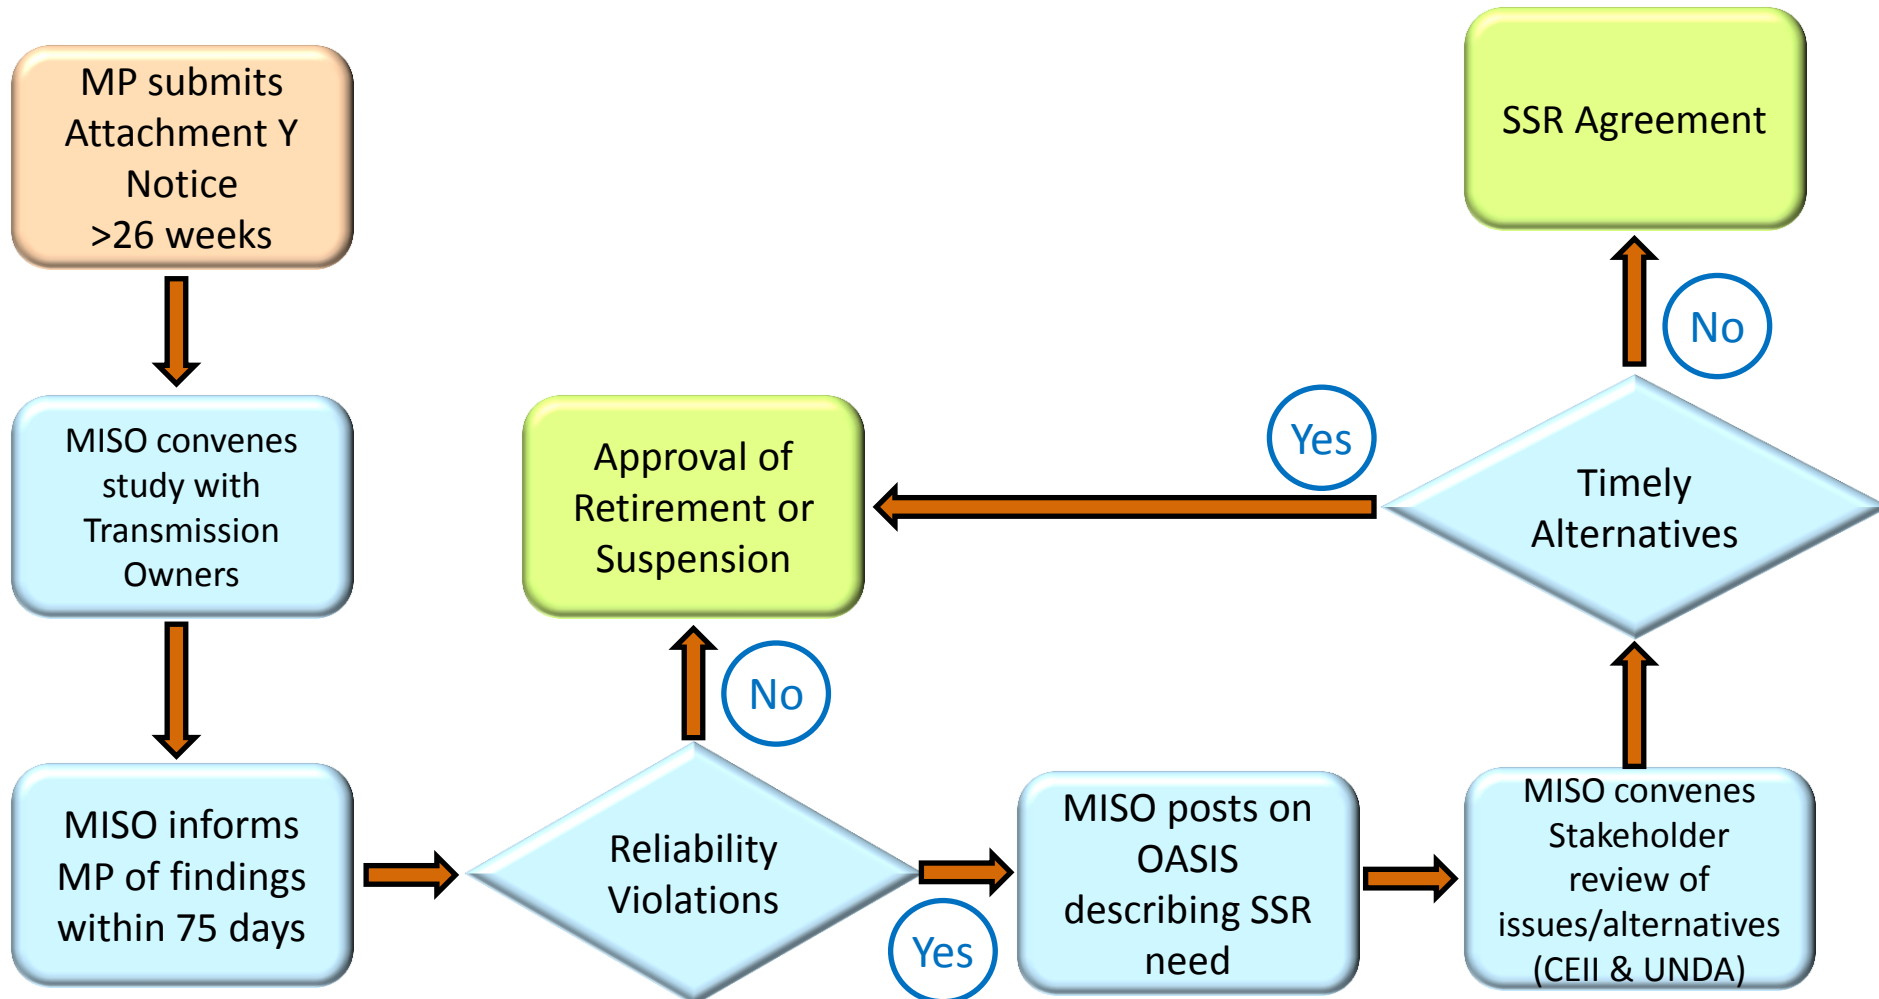 MP submits
Attachment Y
Notice
>26 weeks
MISO convenes
study with
Transmission
Owners
MISO informs
MP of findings
within 75 days
Reliability
Violations
No
Approval of
Retirement or
Suspension
Yes
MISO posts on
OASIS
describing SSR
need
MISO convenes
Stakeholder
review of
issues/alternatives
(CEII & UNDA)
Timely
Alternatives
Yes
No
SSR Agreement